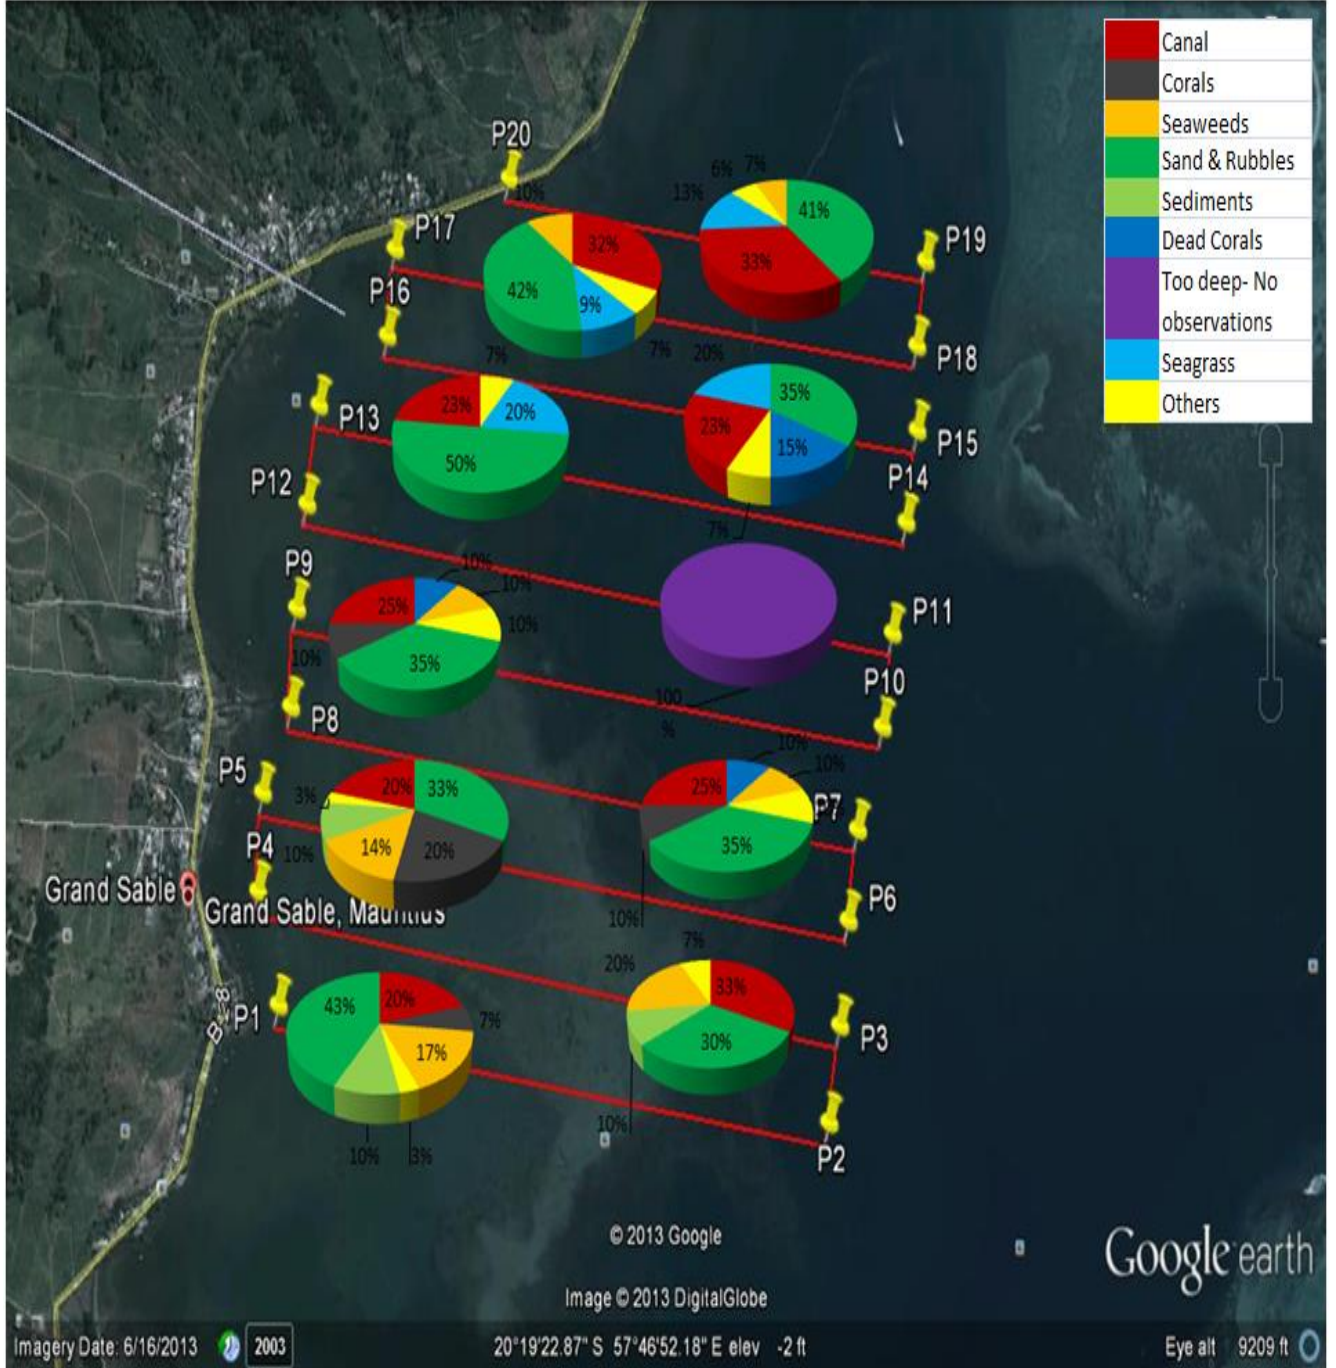 Canal
Corals
Seaweeds
Sand & Rubbles
Sediments
Dead Corals
Too deep- No
observations
Seagrass
Others
P20
10%
6% 7%
13%
41%
33%
P17
P19
32%
42%
9%
7%
P16
P18
7%
20%
23%
20%
50%
P13
35%
23%
15%
7%
P15
P14
P12
P9
10%
10%
10%
25%
10%
35%
P11
100
%
P10
P8
P5
3%
20%
33%
14%
20%
10%
P4
10%
10%
25%
35%
10%
P7
P6
Grand Sable
Grand Sable, Mauritius
P1
B28
43%
20%
7%
17%
10%
3%
7%
20%
33%
30%
10%
P3
P2
© 2013 Google
Google earth
Image © 2013 DigitalGlobe
Imagery Date: 6/16/2013
2003
20°19'22.87" S 57°46'52.18" E elev -2 ft
Eye alt 9209 ft